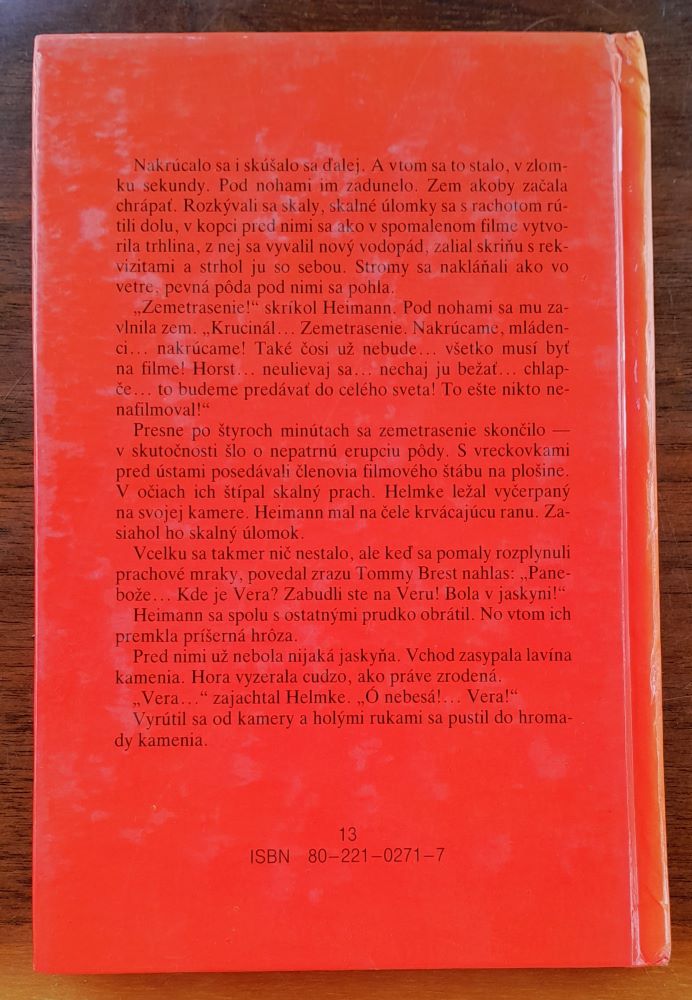 Nakrúcalo sa i skúšalo sa ďalej. A vtom sa to stalo, v zlom-
ku sekundy. Pod nohami im zadunelo. Zem akoby začala
chrápať. Rozkývali sa skaly, skalné úlomky sa s rachotom rú-
tili dolu, v kopci pred nimi sa ako v spomalenom filme vytvo-
rila trhlina, z nej sa vyvalil nový vodopád, zalial skriňu s rek-
vizitami a strhol ju so sebou. Stromy sa nakláňali ako vo
vetre, pevná pôda pod nimi sa pohla.
„Zemetrasenie!“ skríkol Heimann. Pod nohami sa mu za-
vlnila zem. „Krucinál... Zemetrasenie. Nakrúcame, mláden-
ci... nakrúcame! Také čosi už nebude... všetko musí byť
na filme! Horst... neulievaj sa... nechaj ju bežať... chlap-
če... to budeme predávať do celého sveta! To ešte nikto ne-
nafilmoval!“
Presne po štyroch minútach sa zemetrasenie skončilo —
v skutočnosti šlo o nepatrnú erupciu pôdy. S vreckovkami
pred ústami posedávali členovia filmového štábu na plošine.
V očiach ich štípal skalný prach. Helmke ležal vyčerpaný
na svojej kamere. Heimann mal na čele krvácajúcu ranu. Za-
siahol ho skalný úlomok.
Vcelku sa takmer nič nestalo, ale keď sa pomaly rozplynuli
prachové mraky, povedal zrazu Tommy Brest nahlas: „Pane-
bože... Kde je Vera? Zabudli ste na Veru! Bola v jaskyni!“
Heimann sa spolu s ostatnými prudko obrátil. No vtom ich
premkla príšerná hrôza.
Pred nimi už nebola nijaká jaskyňa. Vchod zasypala lavína
kamenia. Hora vyzerala cudzo, ako práve zrodená.
„Vera...“ zajachtal Helmke. „Ó nebesá!... Vera!“
Vyrútil sa od kamery a holými rukami sa pustil do hroma-
dy kamenia.
13
ISBN 80-221-0271-7